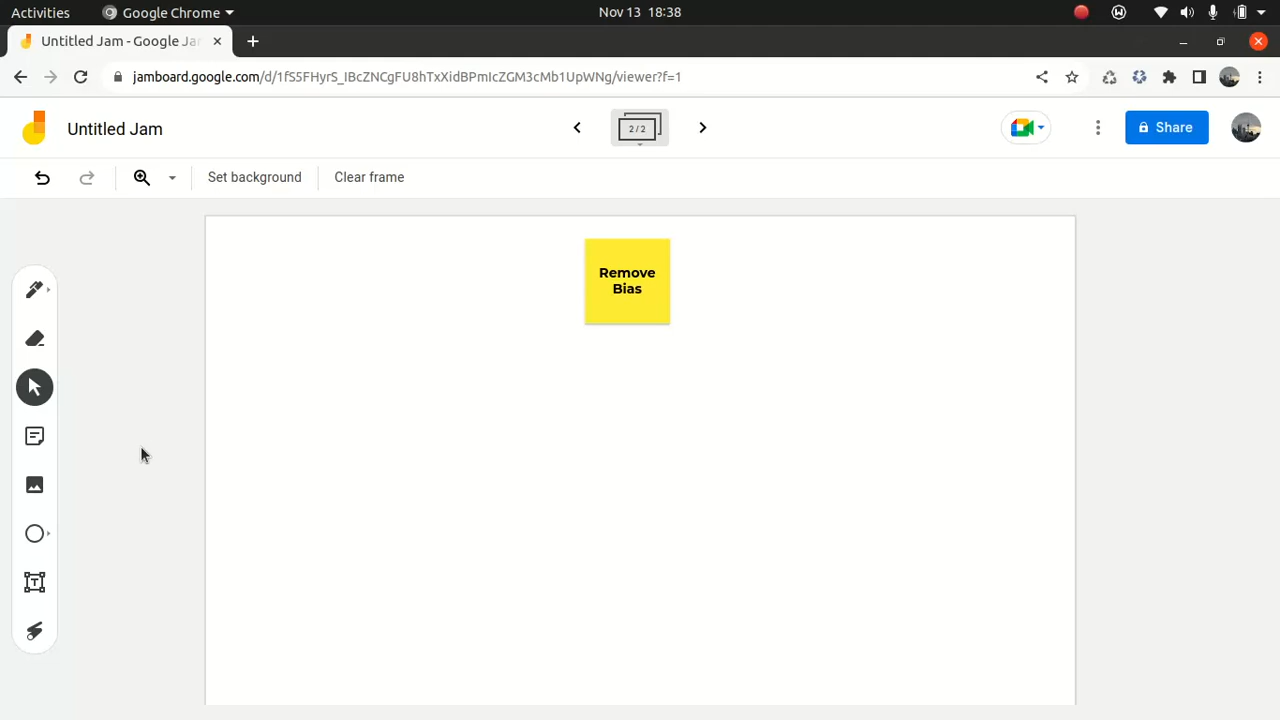 Activities
Google Chrome
Nov 13 18:38
Untitled Jam - Google Ja
jamboard.google.com/d/1fS5FHyrS_IBcZNCgFU8hTxXidBPmIcZGM3cMb1UpWNg/viewer?f=1
Untitled Jam
2 / 2
Share
Set background
Clear frame
Remove
Bias